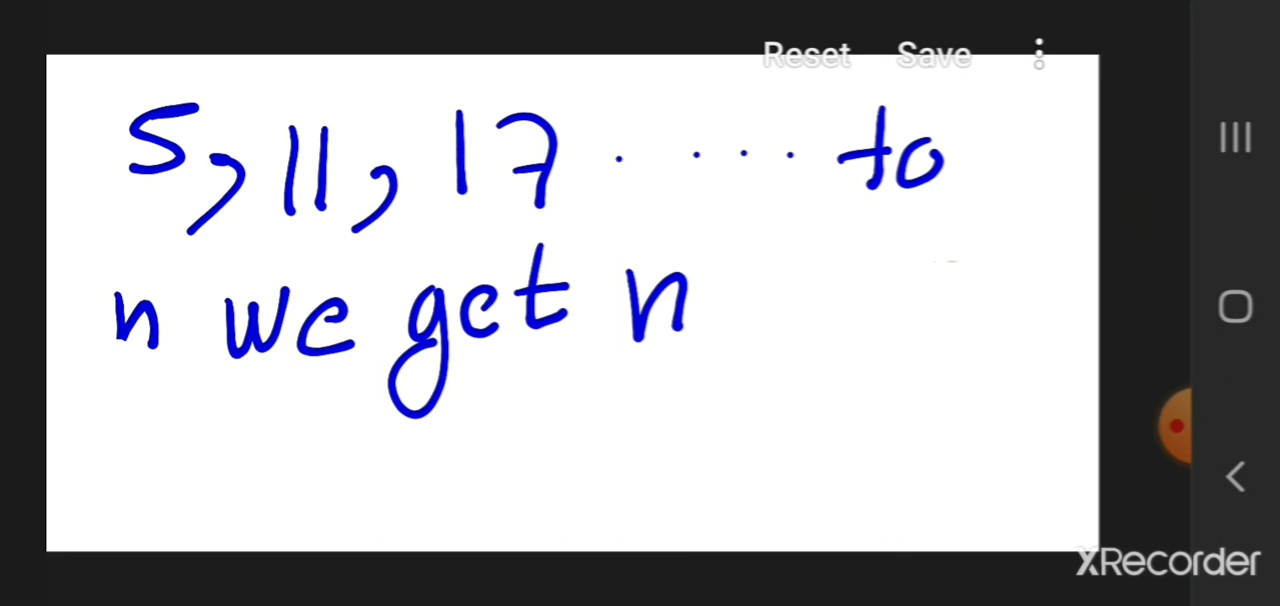 Reset Save
5, 11, 17 . . . . to
n we get n
XRecorder